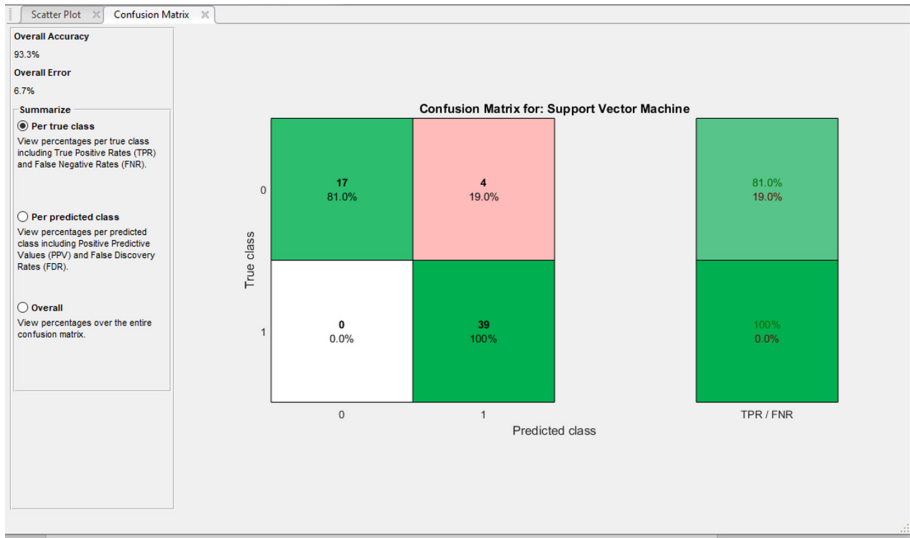 Scatter Plot
Confusion Matrix
Overall Accuracy
93.3%
Overall Error
6.7%
Summarize
Per true class
View percentages per true class
including True Positive Rates (TPR)
and False Negative Rates (FNR).
Per predicted class
View percentages per predicted
class including Positive Predictive
Values (PPV) and False Discovery
Rates (FDR).
Overall
View percentages over the entire
confusion matrix.
Confusion Matrix for: Support Vector Machine
True class
0
17
81.0%
4
19.0%
81.0%
19.0%
1
0
0.0%
39
100%
100%
0.0%
0
1
TPR / FNR
Predicted class